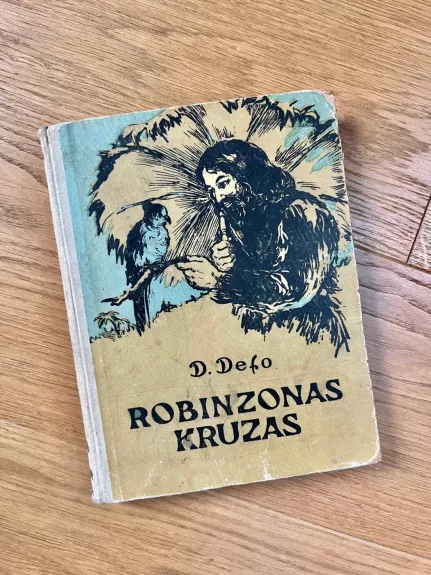 D. Defo
ROBINZONAS
KRUZAS